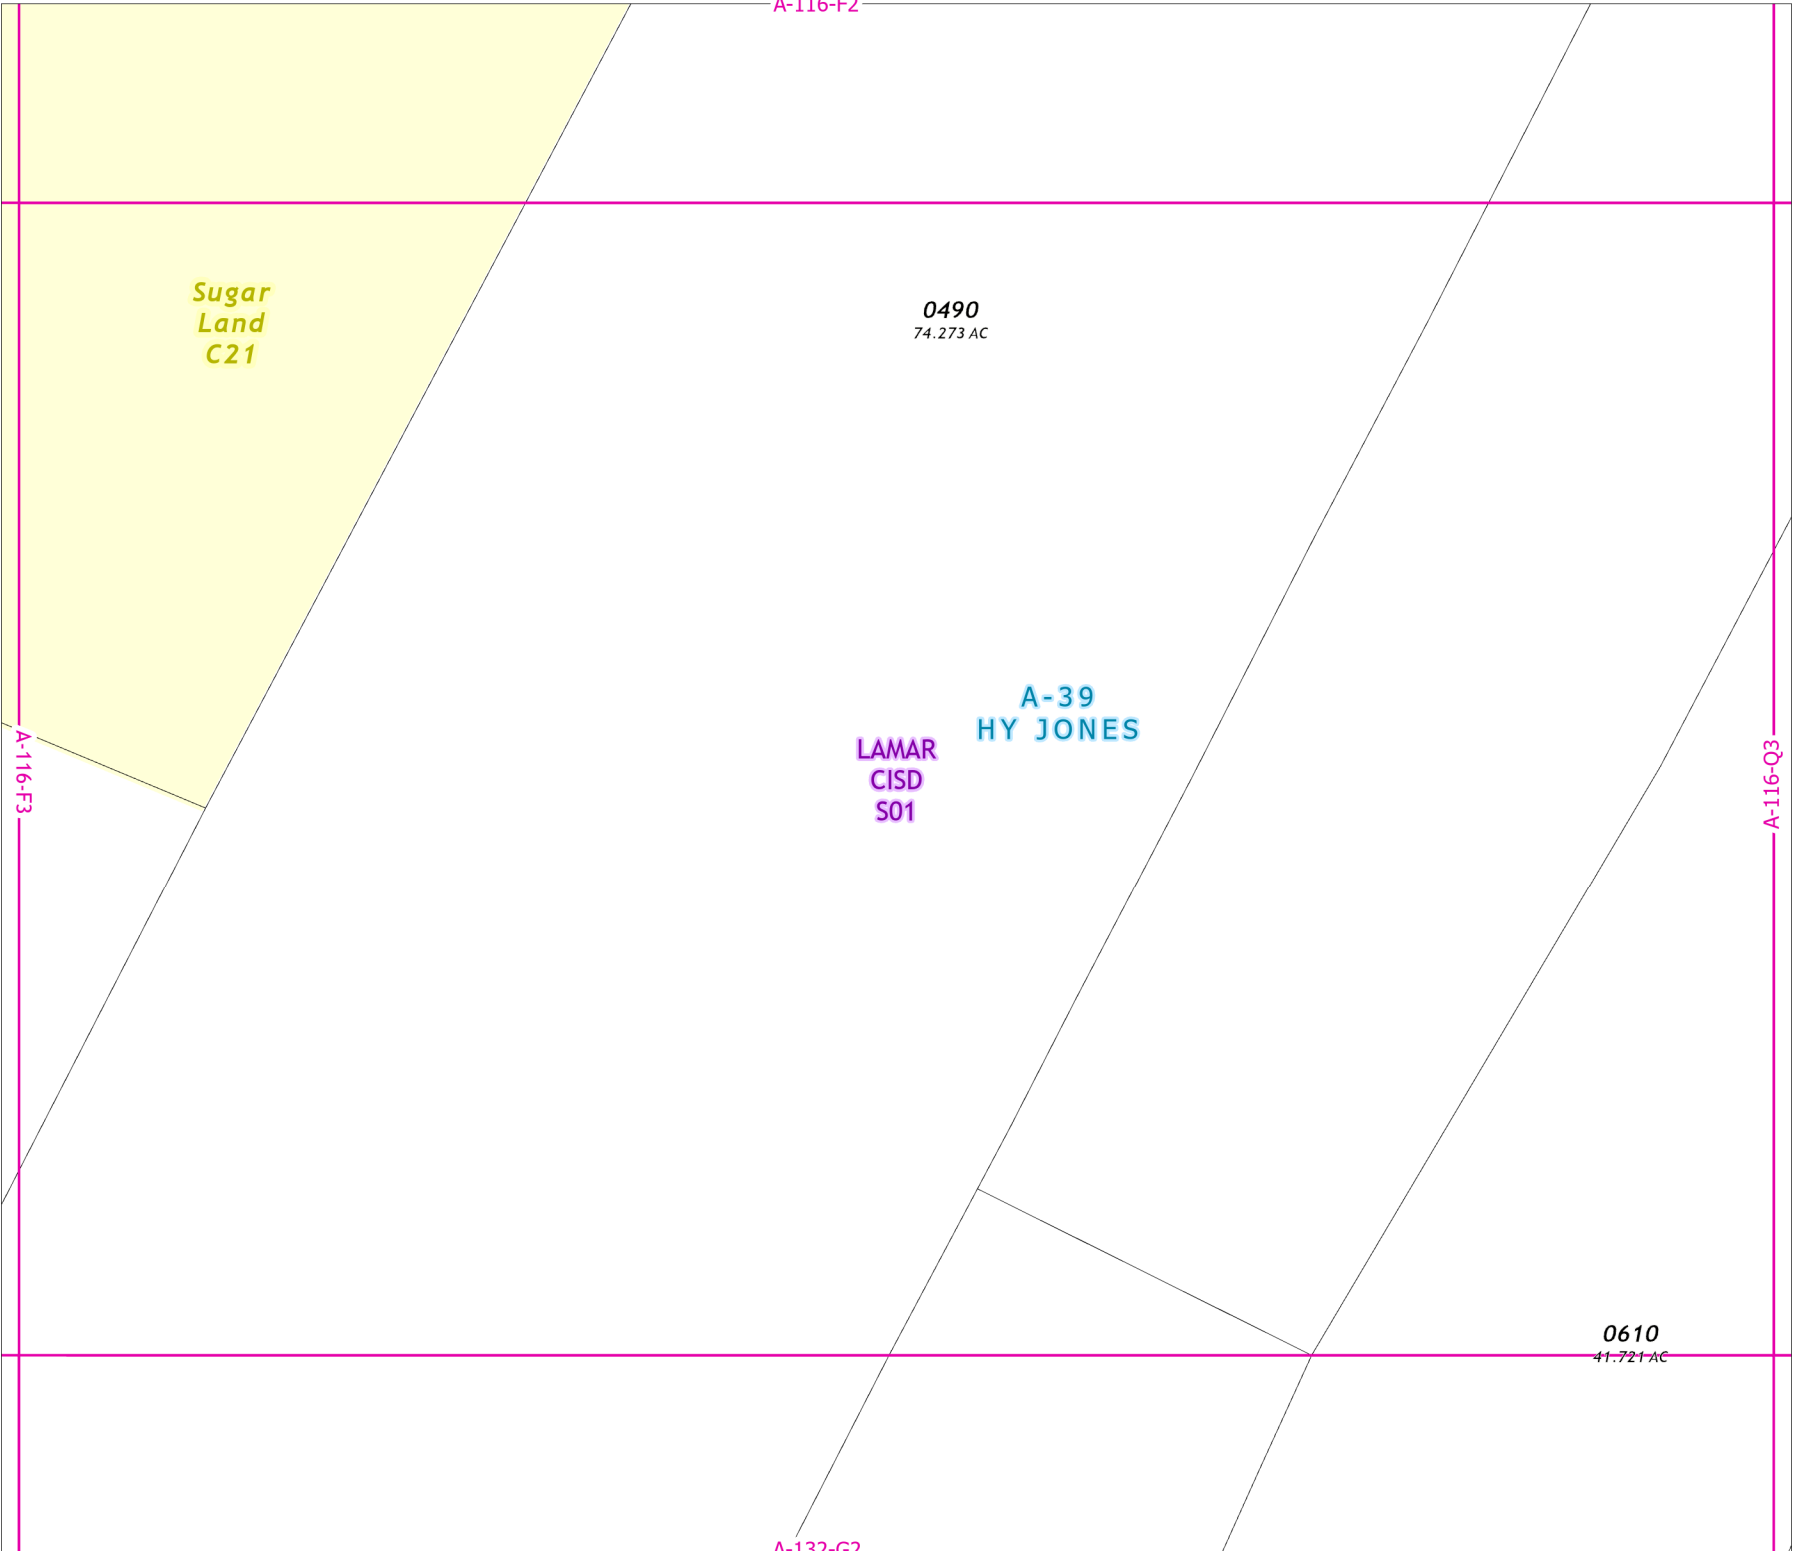 A-116-F2
Sugar
Land
C21
0490
74.273 AC
A-39
HY JONES
LAMAR
CISD
S01
A-116-F3
A-116-Q3
0610
41.721 AC
A-132-G2